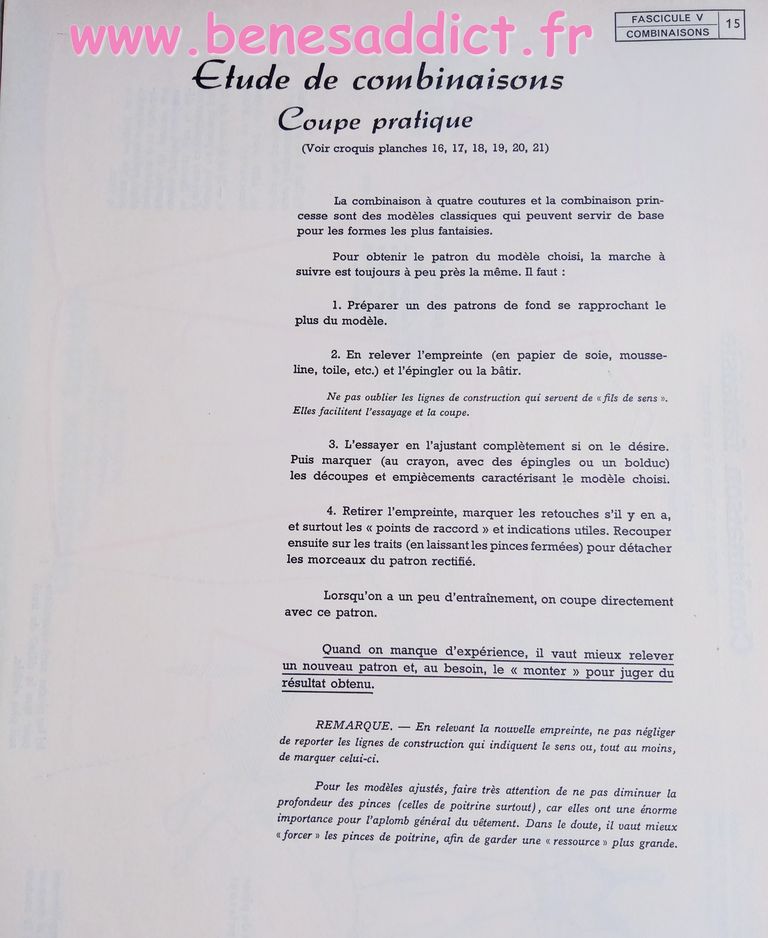 www.benesaddict.fr
FASCICULE V
COMBINAISONS
15
Etude de combinaisons
Coupe pratique
(Voir croquis planches 16, 17, 18, 19, 20, 21)
La combinaison à quatre coutures et la combinaison prin-
cesse sont des modèles classiques qui peuvent servir de base
pour les formes les plus fantaisies.
Pour obtenir le patron du modèle choisi, la marche à
suivre est toujours à peu près la même. Il faut :
1. Préparer un des patrons de fond se rapprochant le
plus du modèle.
2. En relever l'empreinte (en papier de soie, mousse-
line, toile, etc.) et l'épingler ou la bâtir.
Ne pas oublier les lignes de construction qui servent de « fils de sens ».
Elles facilitent l'essayage et la coupe.
3. L'essayer en l'ajustant complètement si on le désire.
Puis marquer (au crayon, avec des épingles ou un bolduc)
les découpes et empiècements caractérisant le modèle choisi.
4. Retirer l'empreinte, marquer les retouches s'il y en a,
et surtout les « points de raccord » et indications utiles. Recouper
ensuite sur les traits (en laissant les pinces fermées) pour détacher
les morceaux du patron rectifié.
Lorsqu'on a un peu d'entraînement, on coupe directement
avec ce patron.
Quand on manque d'expérience, il vaut mieux relever
un nouveau patron et, au besoin, le « monter » pour juger du
résultat obtenu.
REMARQUE. — En relevant la nouvelle empreinte, ne pas négliger
de reporter les lignes de construction qui indiquent le sens ou, tout au moins,
de marquer celui-ci.
Pour les modèles ajustés, faire très attention de ne pas diminuer la
profondeur des pinces (celles de poitrine surtout), car elles ont une énorme
importance pour l'aplomb général du vêtement. Dans le doute, il vaut mieux
« forcer » les pinces de poitrine, afin de garder une « ressource » plus grande.